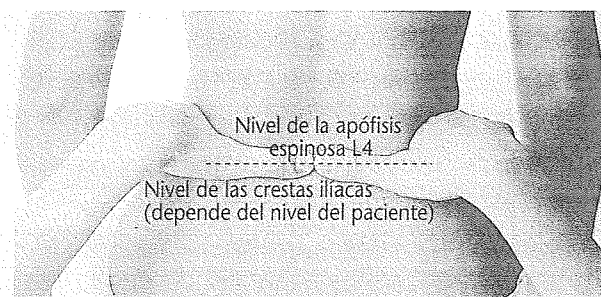 Nivel de la apófisis
espinosa L4
Nivel de las crestas ilíacas
(depende del nivel del paciente)